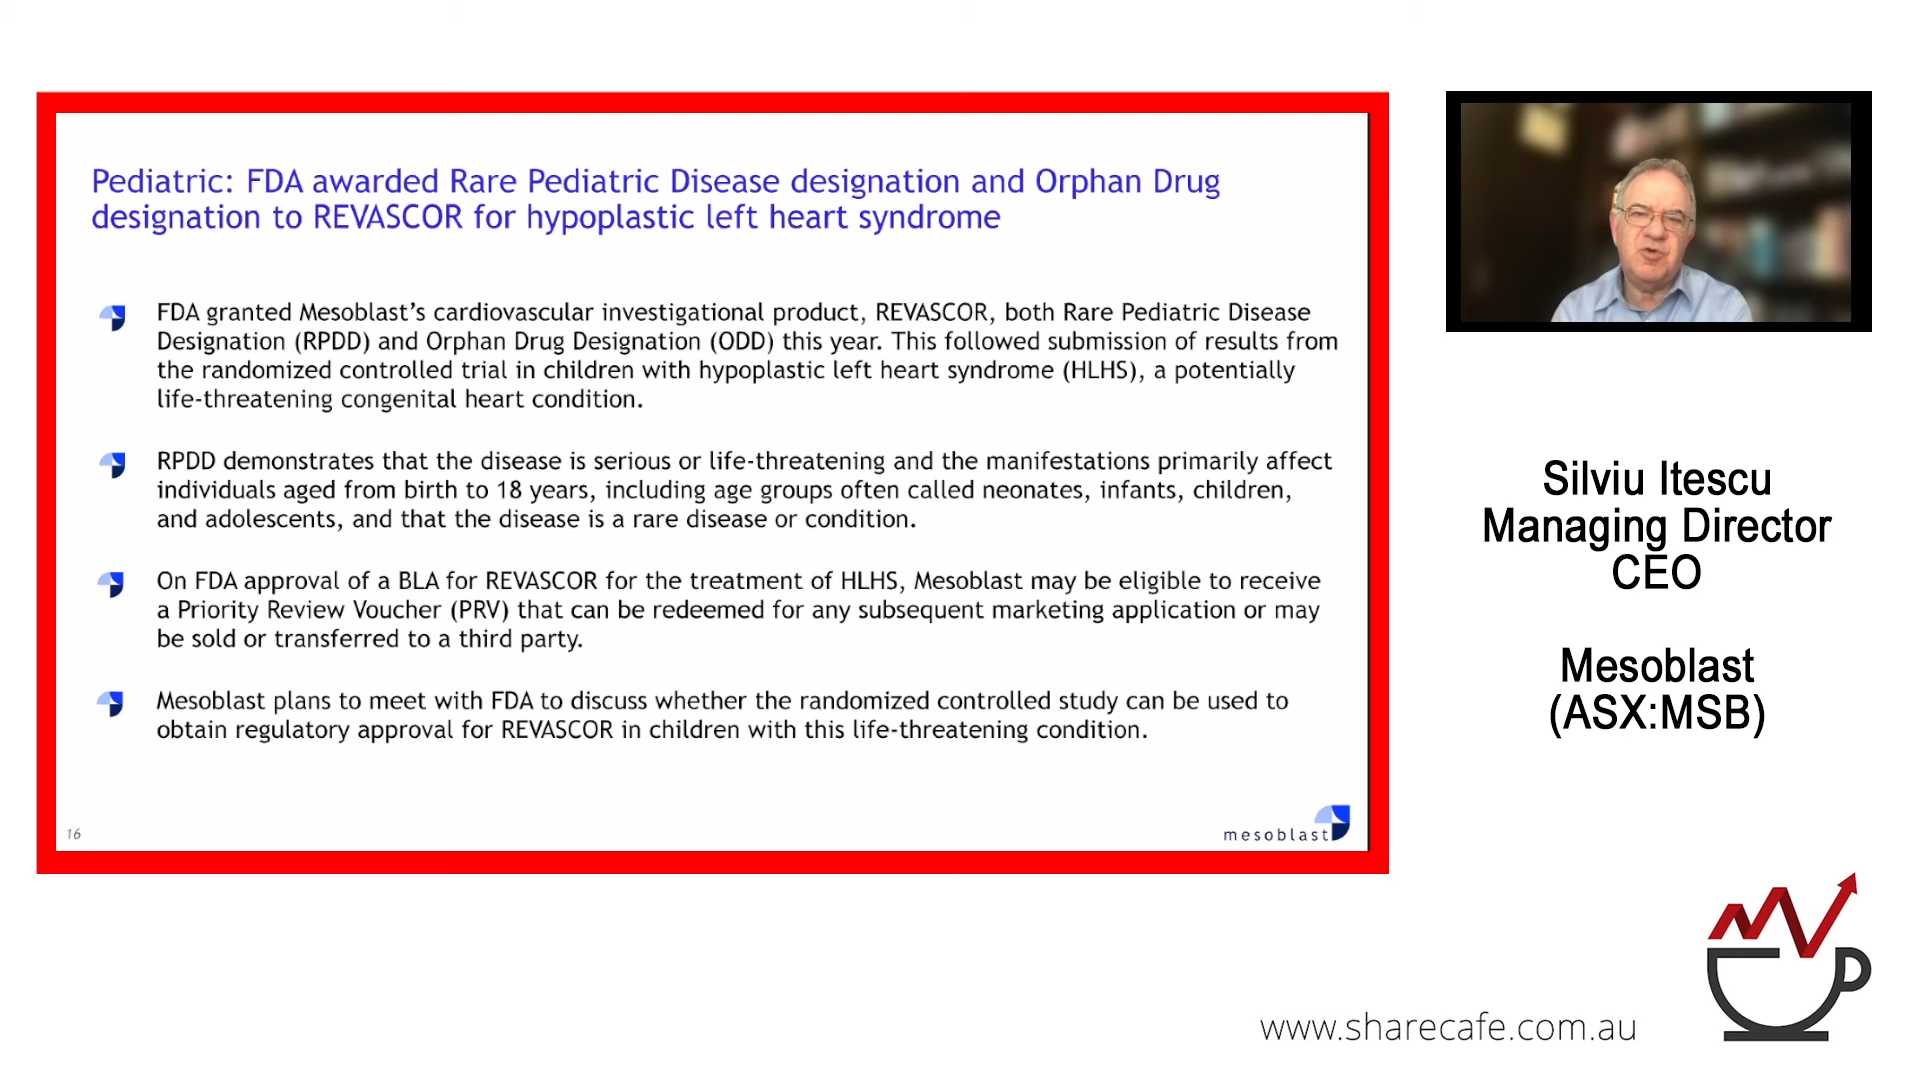 Pediatric: FDA awarded Rare Pediatric Disease designation and Orphan Drug
designation to REVASCOR for hypoplastic left heart syndrome
FDA granted Mesoblast’s cardiovascular investigational product, REVASCOR, both Rare Pediatric Disease
Designation (RPDD) and Orphan Drug Designation (ODD) this year. This followed submission of results from
the randomized controlled trial in children with hypoplastic left heart syndrome (HLHS), a potentially
life-threatening congenital heart condition.
RPDD demonstrates that the disease is serious or life-threatening and the manifestations primarily affect
individuals aged from birth to 18 years, including age groups often called neonates, infants, children,
and adolescents, and that the disease is a rare disease or condition.
On FDA approval of a BLA for REVASCOR for the treatment of HLHS, Mesoblast may be eligible to receive
a Priority Review Voucher (PRV) that can be redeemed for any subsequent marketing application or may
be sold or transferred to a third party.
Mesoblast plans to meet with FDA to discuss whether the randomized controlled study can be used to
obtain regulatory approval for REVASCOR in children with this life-threatening condition.
16
mesoblast
Silviu Itescu
Managing Director
CEO
Mesoblast
(ASX:MSB)
www.sharecafe.com.au